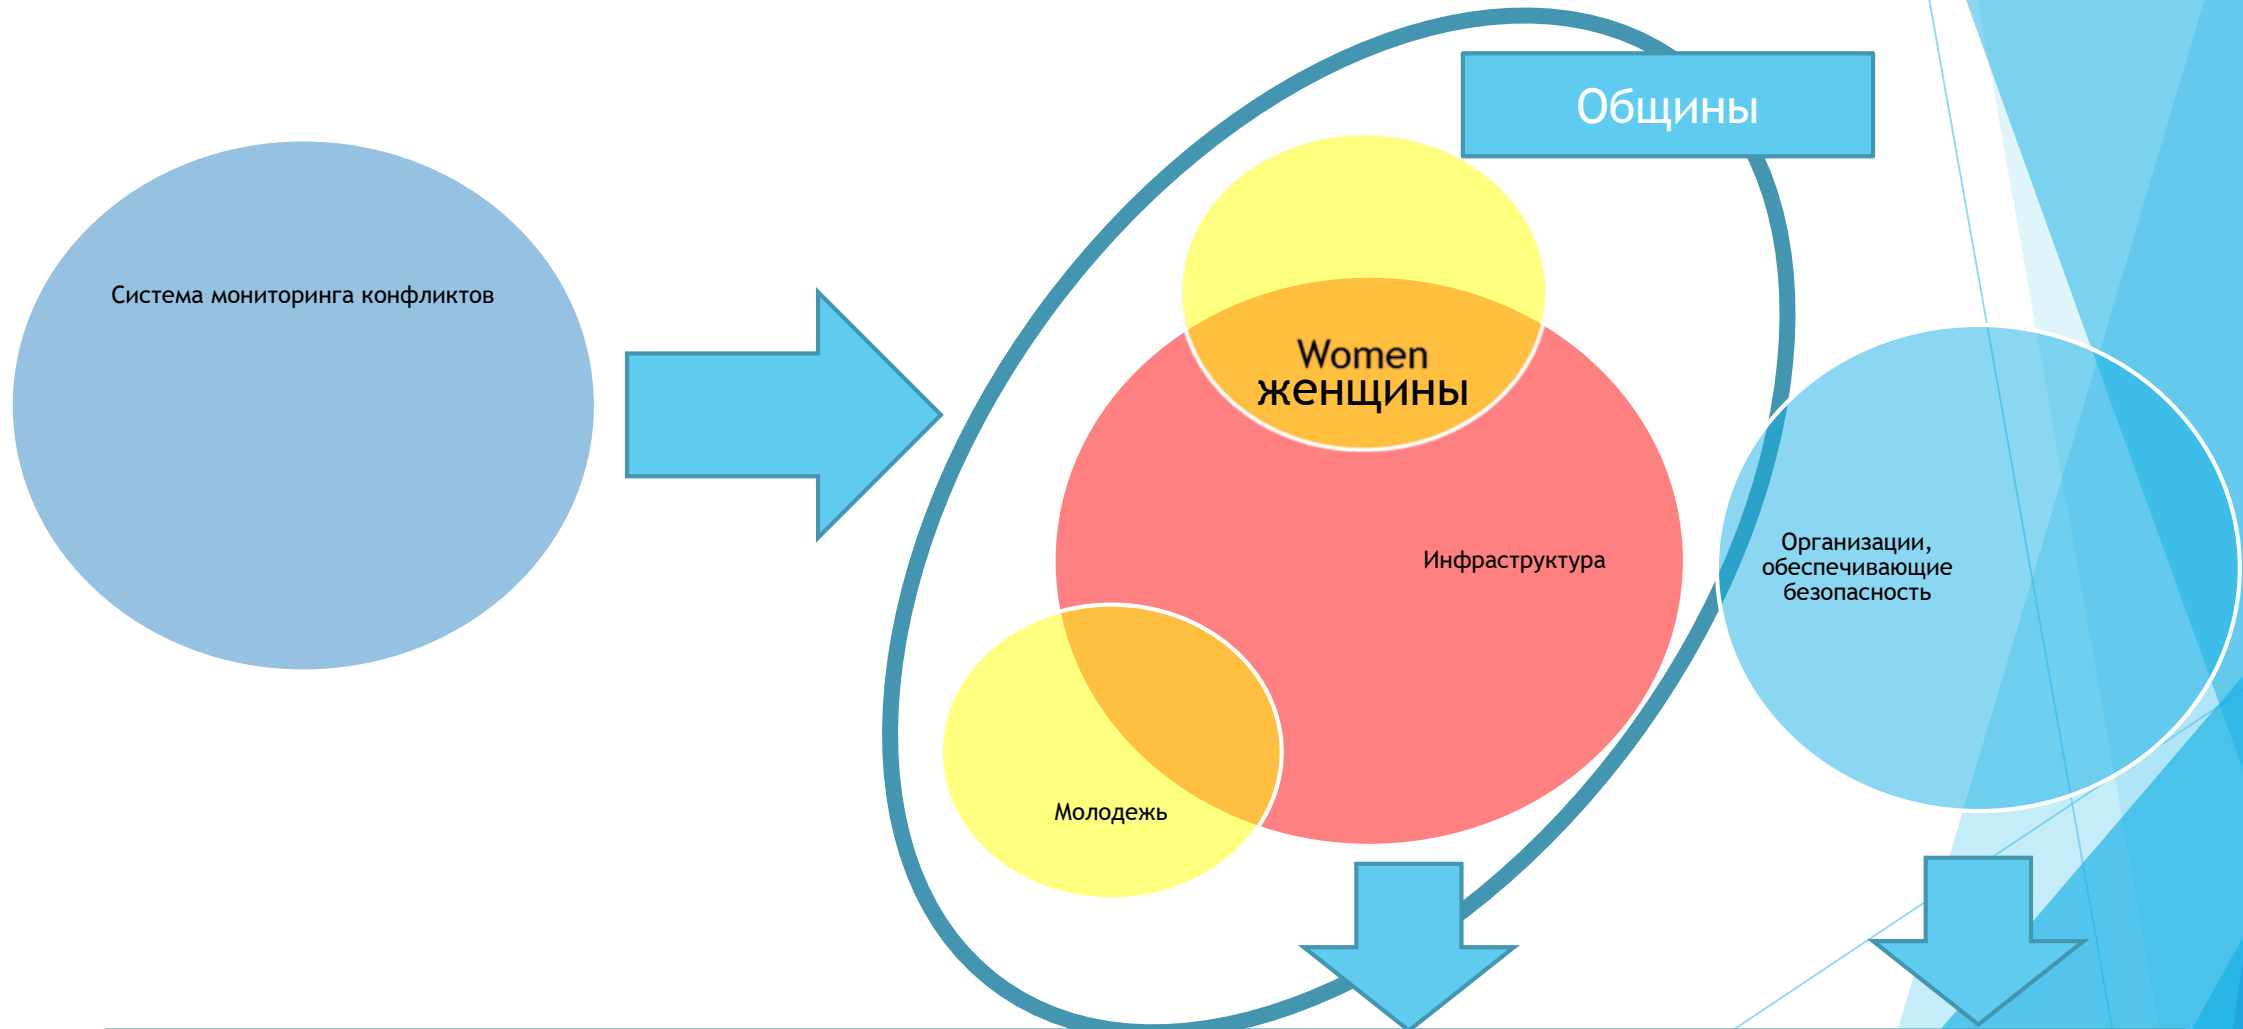 Общины
Система мониторинга конфликтов
Women
женщины
Инфраструктура
Организации,
обеспечивающие
безопасность
Молодежь